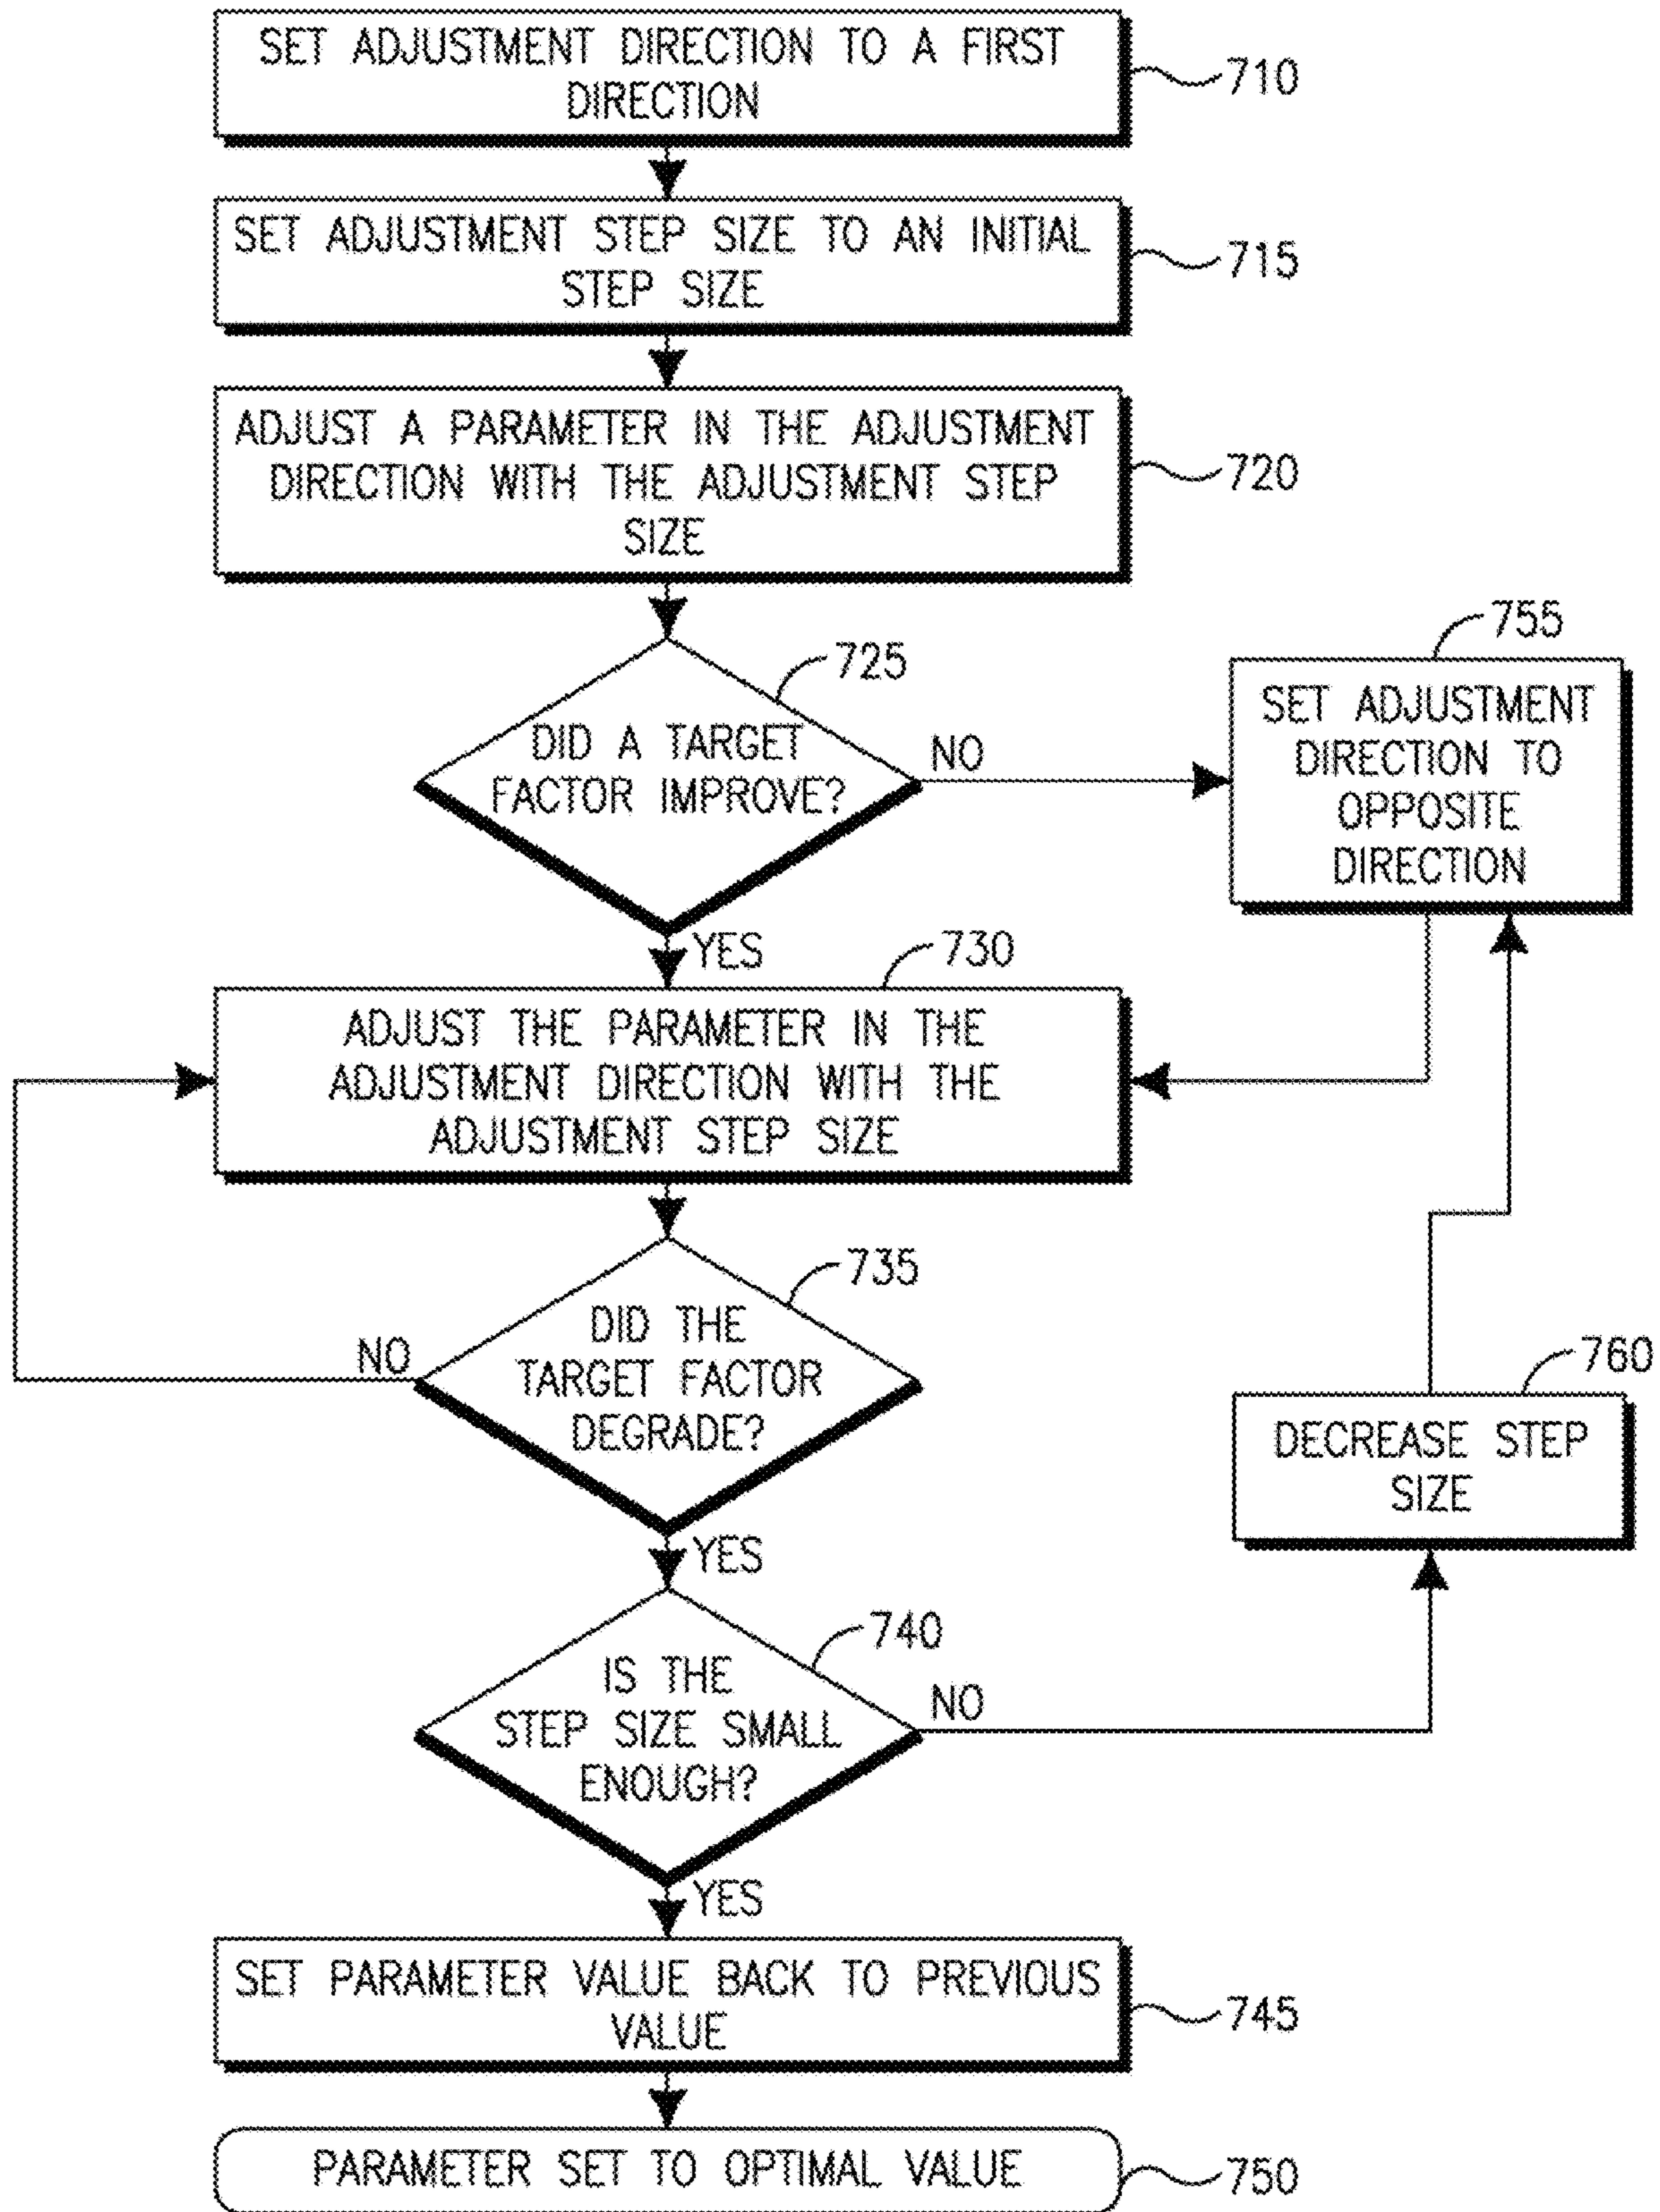 SET ADJUSTMENT DIRECTION TO A FIRST
DIRECTION
710
SET ADJUSTMENT STEP SIZE TO AN INITIAL
STEP SIZE
715
ADJUST A PARAMETER IN THE ADJUSTMENT
DIRECTION WITH THE ADJUSTMENT STEP
SIZE
720
725
DID A TARGET
FACTOR IMPROVE?
NO
YES
755
SET ADJUSTMENT
DIRECTION TO
OPPOSITE
DIRECTION
730
ADJUST THE PARAMETER IN THE
ADJUSTMENT DIRECTION WITH THE
ADJUSTMENT STEP SIZE
735
DID THE
TARGET FACTOR
DEGRADE?
NO
YES
760
DECREASE STEP
SIZE
740
IS THE
STEP SIZE SMALL
ENOUGH?
NO
YES
SET PARAMETER VALUE BACK TO PREVIOUS
VALUE
745
PARAMETER SET TO OPTIMAL VALUE
750